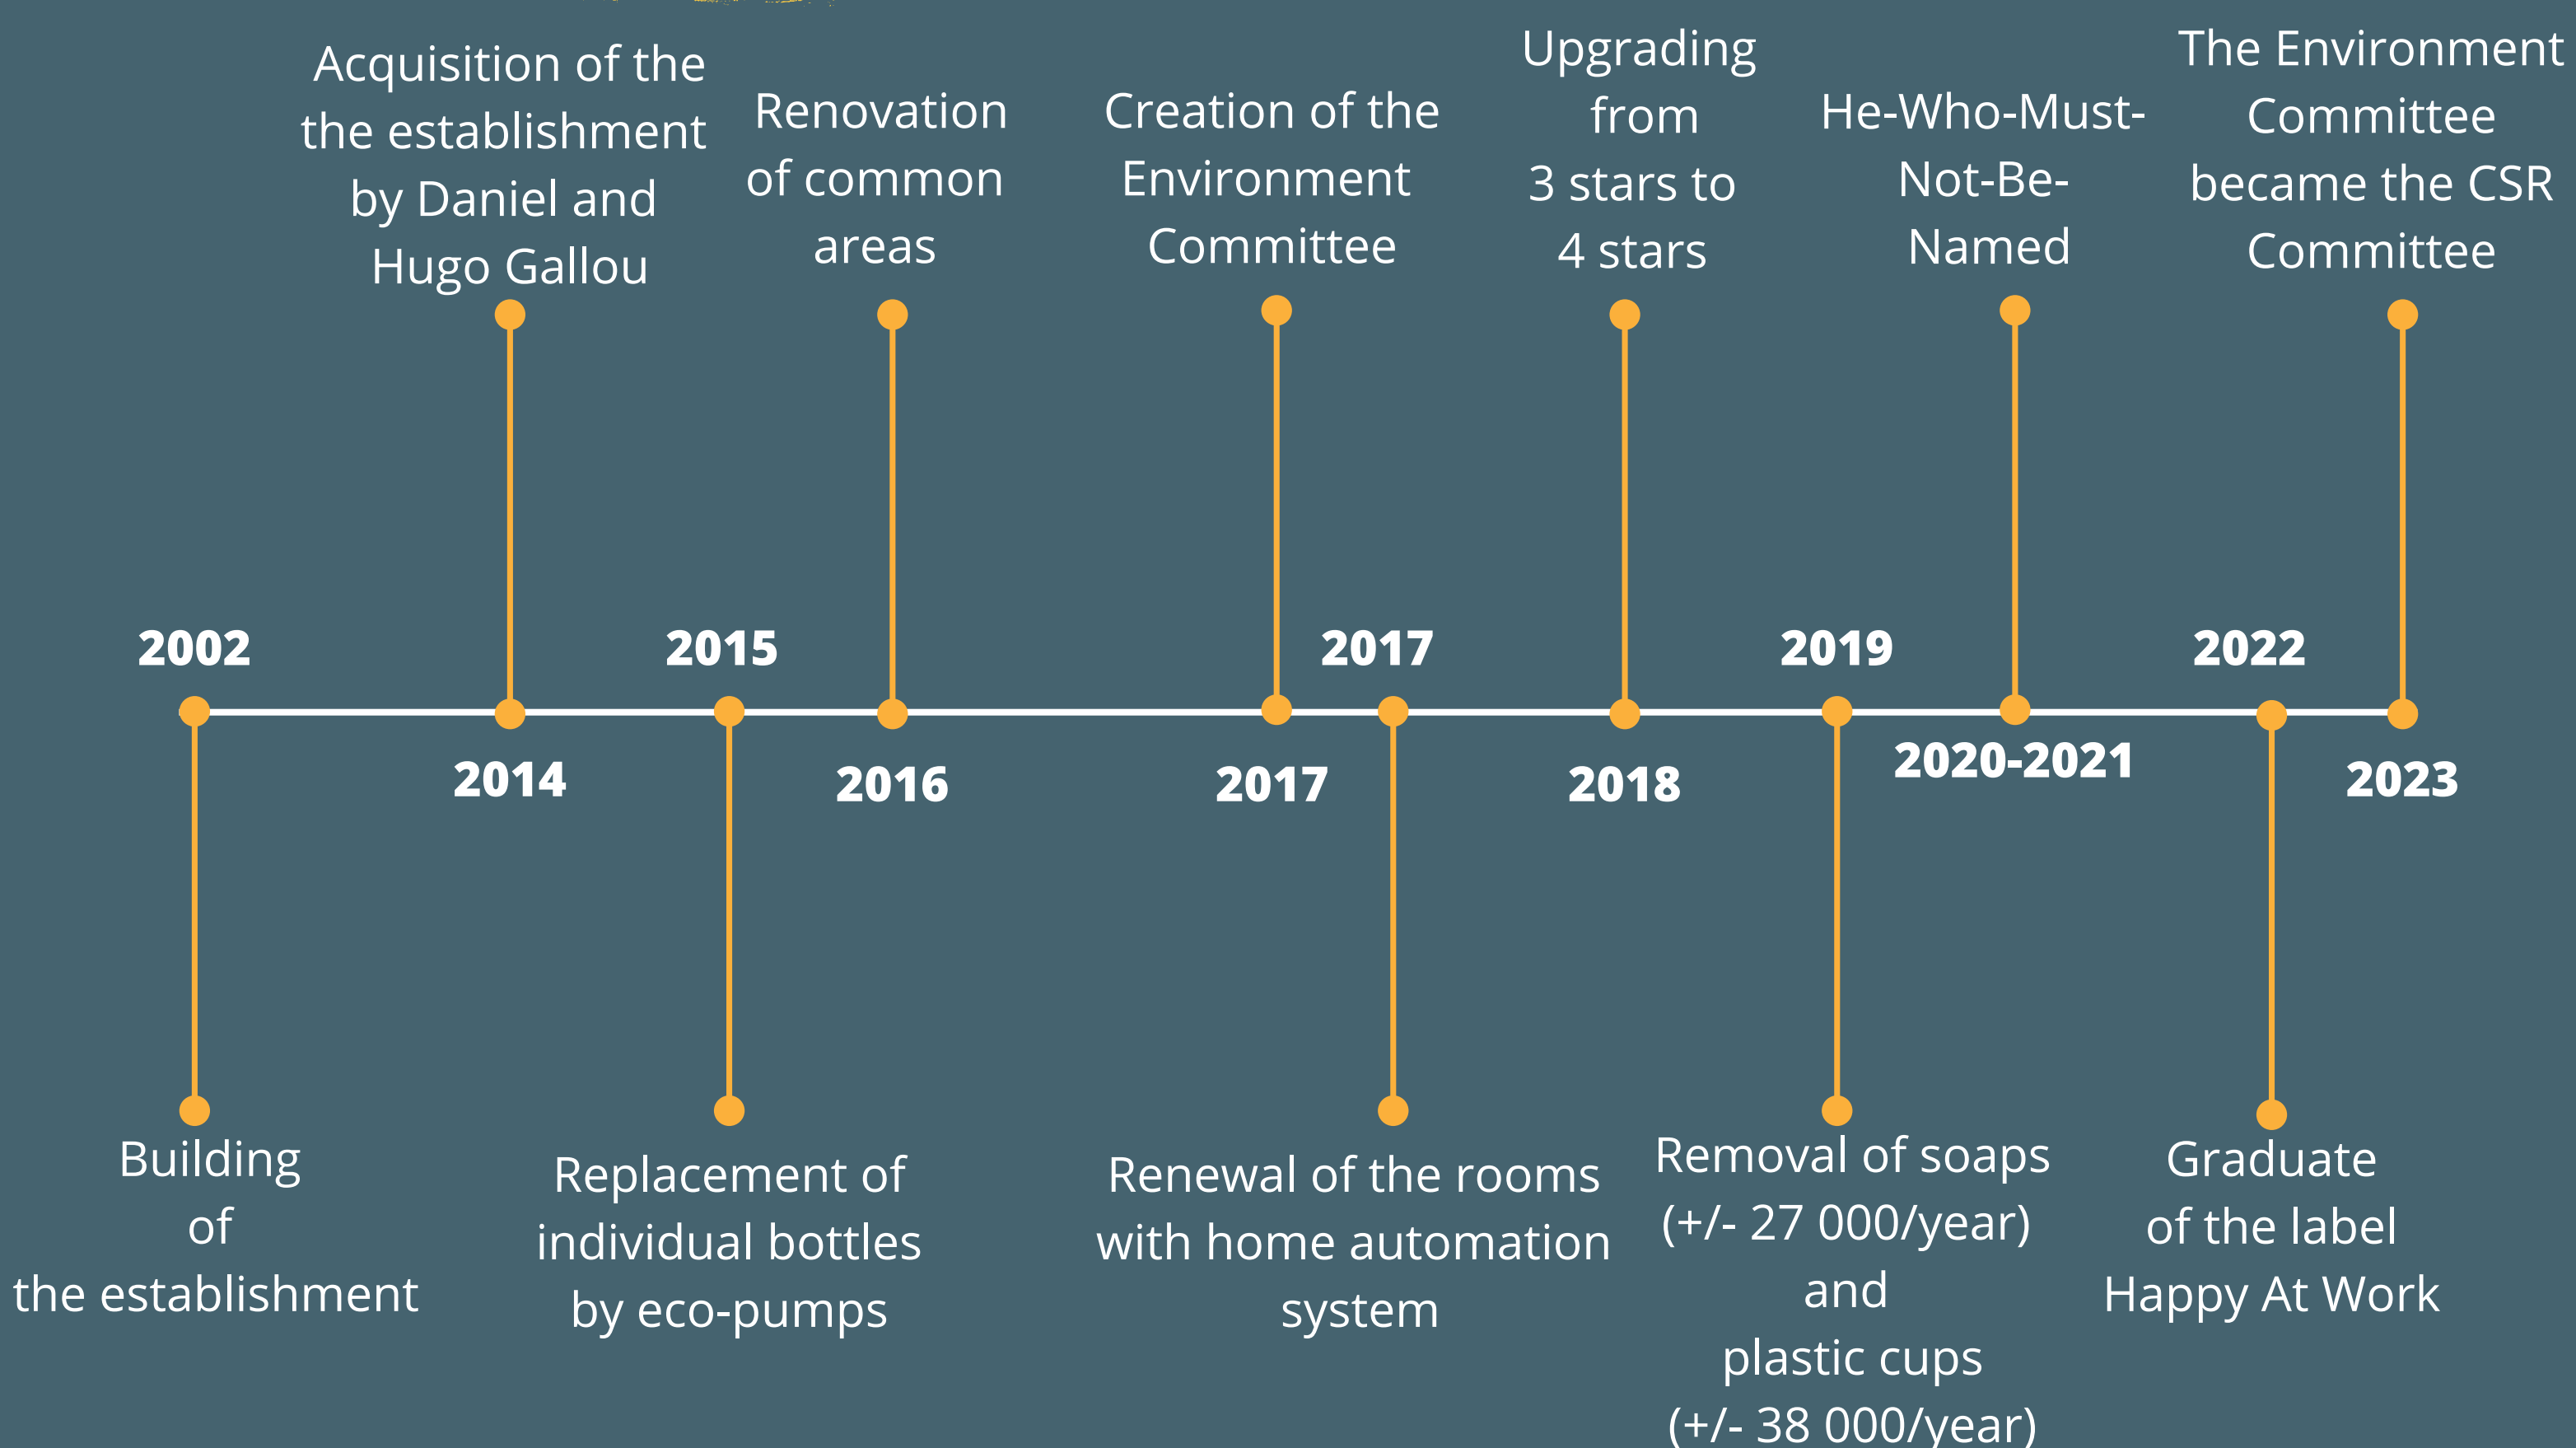 Acquisition of the
the establishment
by Daniel and
Hugo Gallou
Renovation
of common
areas
Creation of the
Environment
Committee
Upgrading
from
3 stars to
4 stars
He-Who-Must-
Not-Be-
Named
The Environment
Committee
became the CSR
Committee
2002
2015
2017
2019
2022
2014
2016
2017
2018
2020-2021
2023
Building
of
the establishment
Replacement of
individual bottles
by eco-pumps
Renewal of the rooms
with home automation
system
Removal of soaps
(+/- 27 000/year)
and
plastic cups
(+/- 38 000/year)
Graduate
of the label
Happy At Work